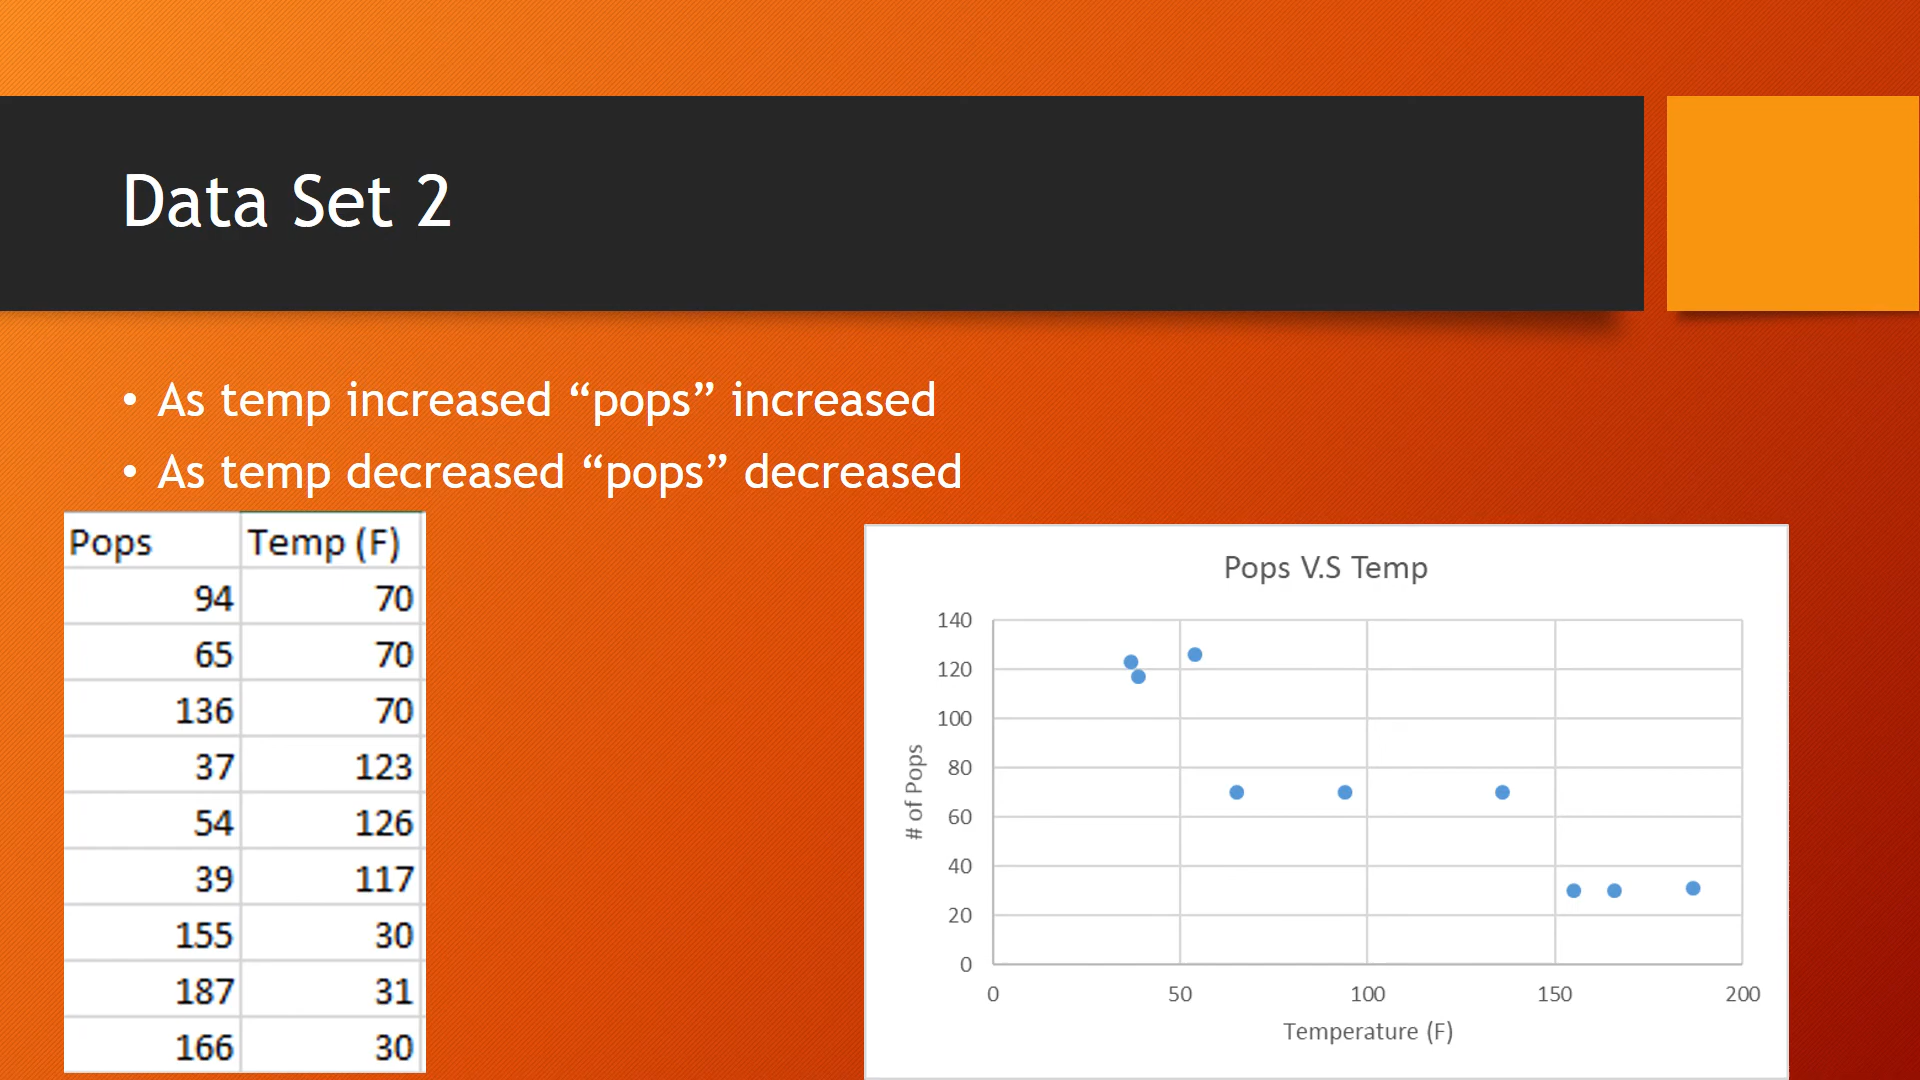 Data Set 2
• As temp increased “pops” increased
• As temp decreased “pops” decreased
Pops Temp (F)
94 70
65 70
136 70
37 123
54 126
39 117
155 30
187 31
166 30
Pops V.S Temp
140
120
100
80
60
40
20
0
# of Pops
0 50 100 150 200
Temperature (F)